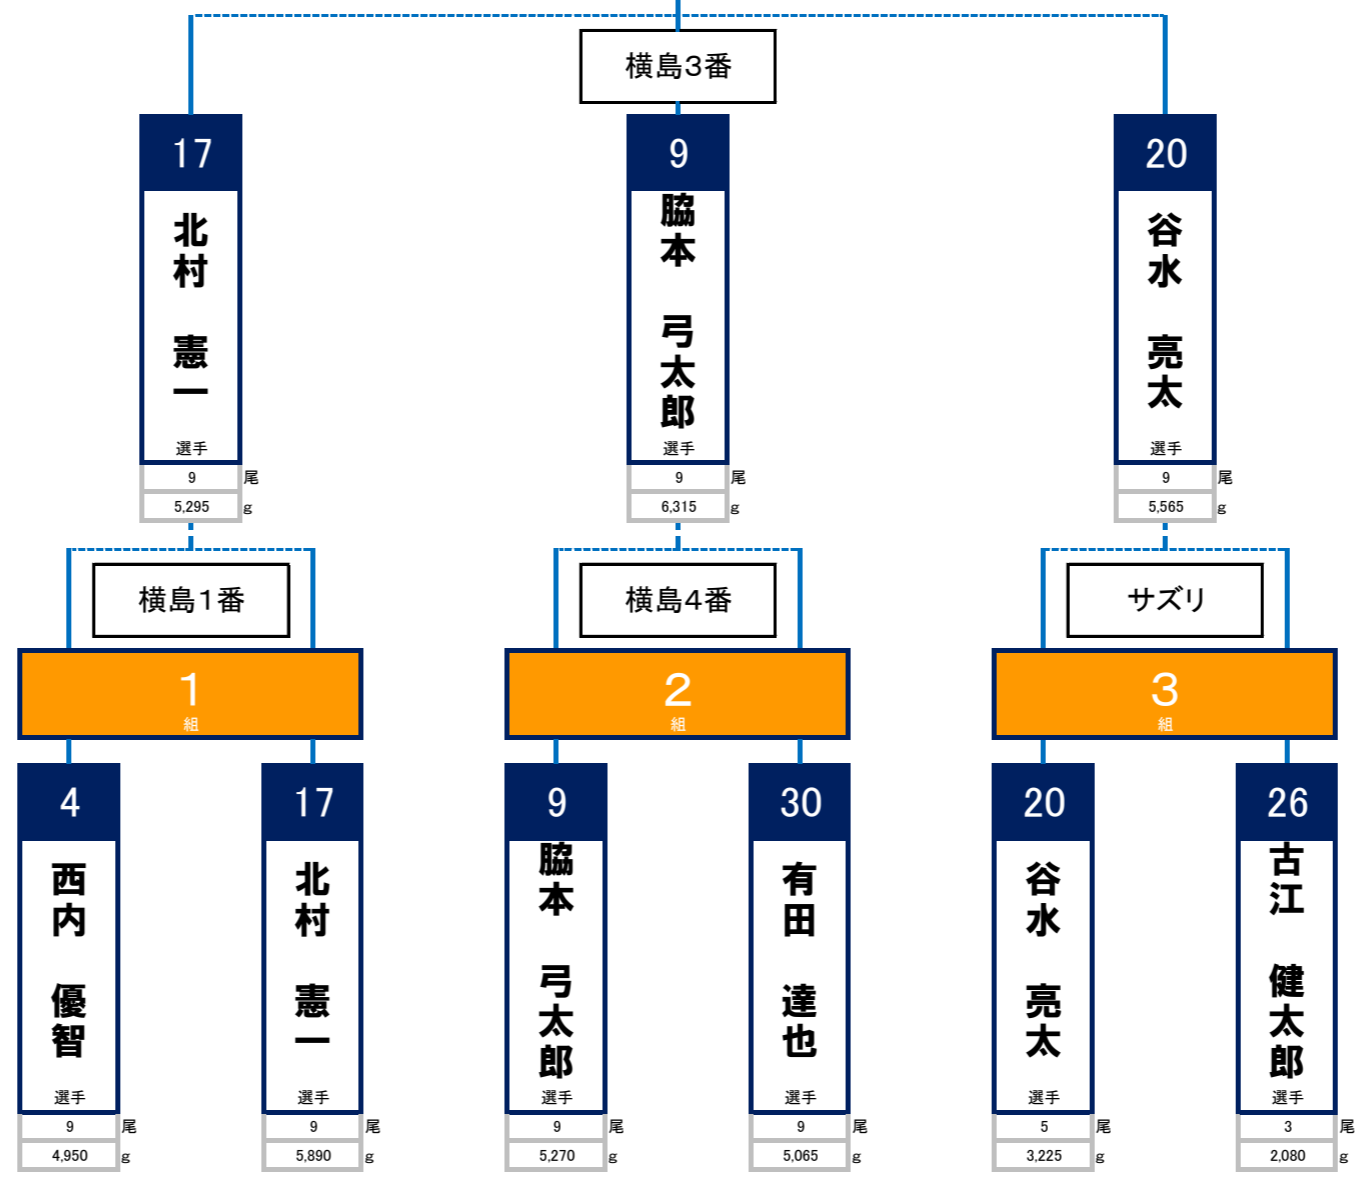 横島3番
17
北村 憲一
選手
9 尾
5,295 g
9
脇本 弓太郎
選手
9 尾
6,315 g
20
谷水 亮太
選手
9 尾
5,565 g
横島1番
横島4番
サズリ
1
組
2
組
3
組
4
西内 優智
選手
9 尾
4,950 g
17
北村 憲一
選手
9 尾
5,890 g
9
脇本 弓太郎
選手
9 尾
5,270 g
30
有田 達也
選手
9 尾
5,065 g
20
谷水 亮太
選手
5 尾
3,225 g
26
古江 健太郎
選手
3 尾
2,080 g